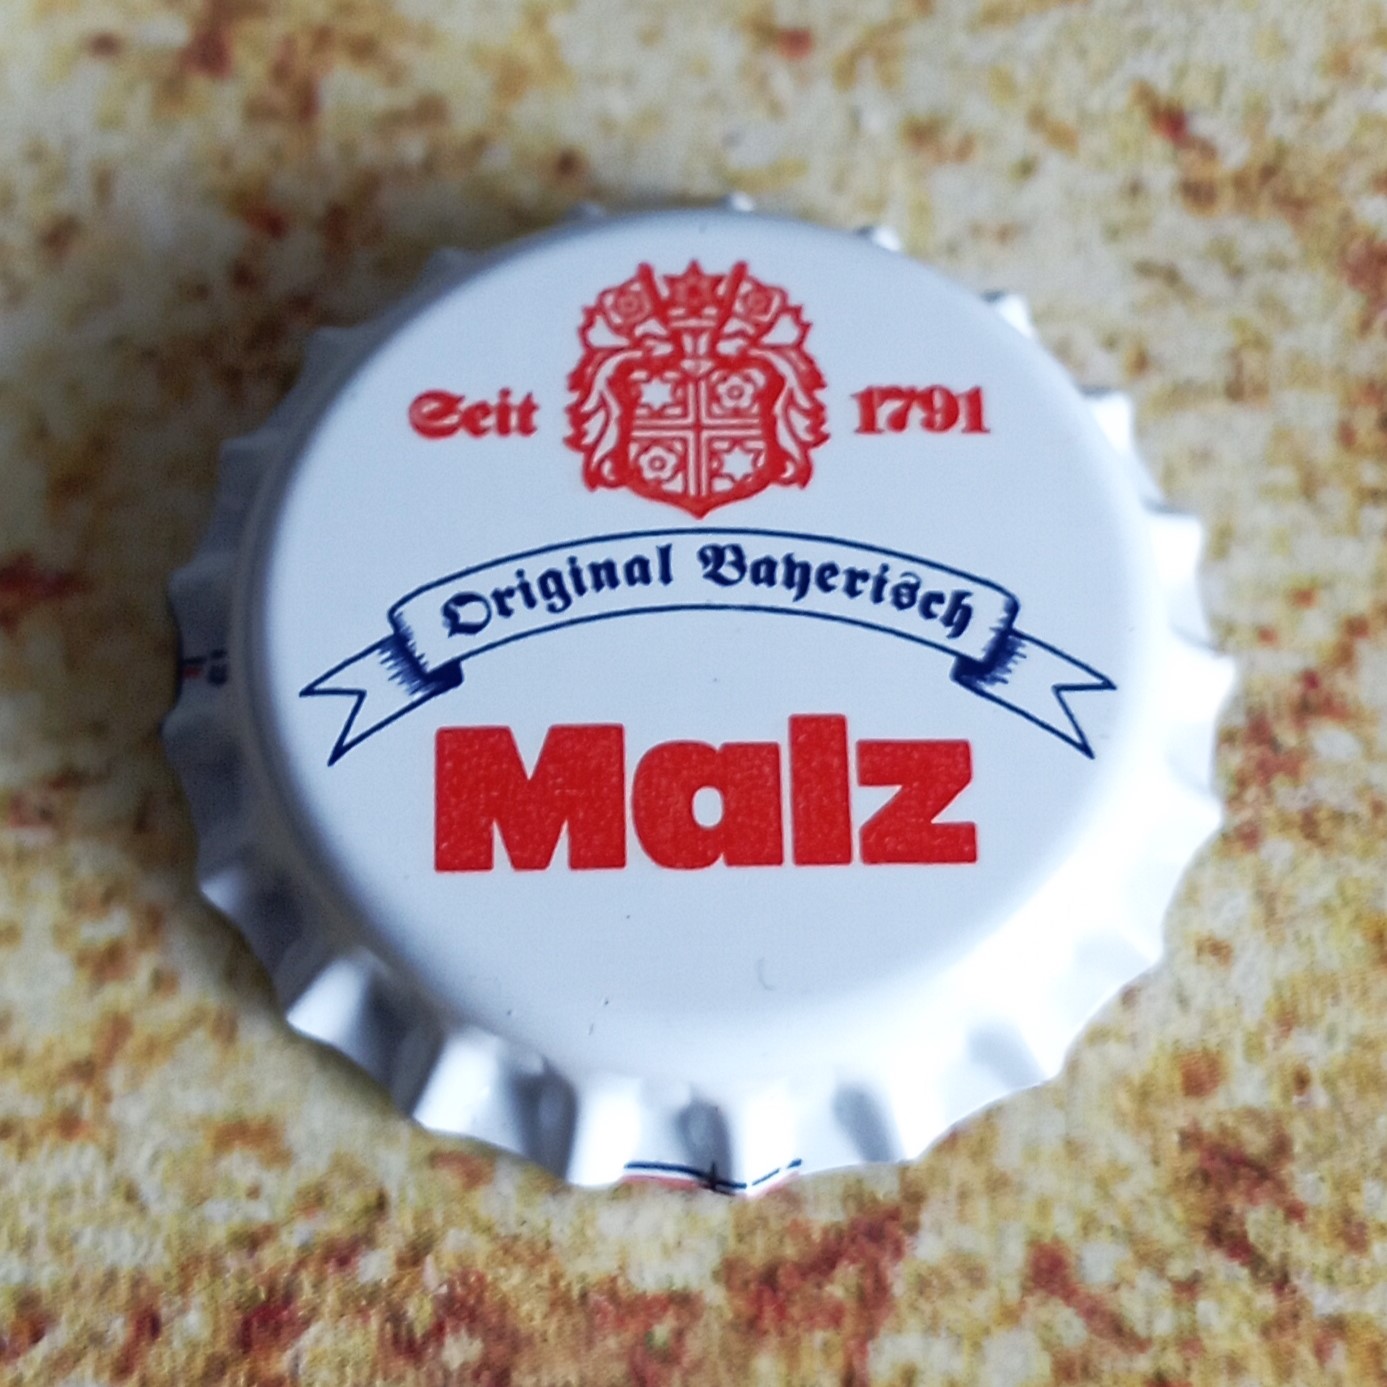 Seit 1791
Original Bayerisch
Malz